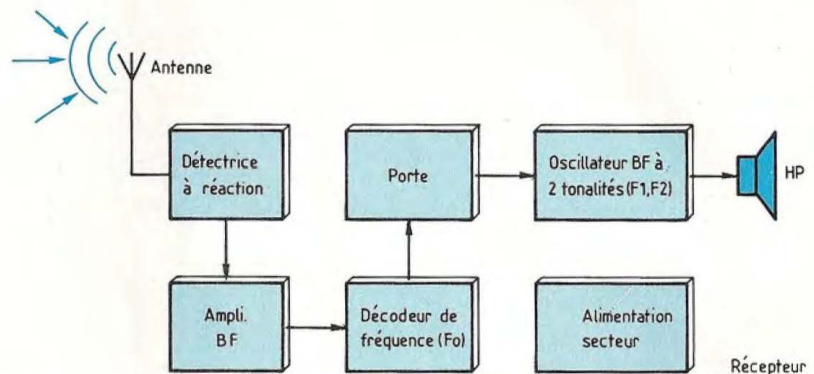 Antenne
Détectrice
à réaction
Porte
Oscillateur BF à
2 tonalités (F1,F2)
HP
Ampli.
BF
Décodeur de
fréquence (Fo)
Alimentation
secteur
Récepteur